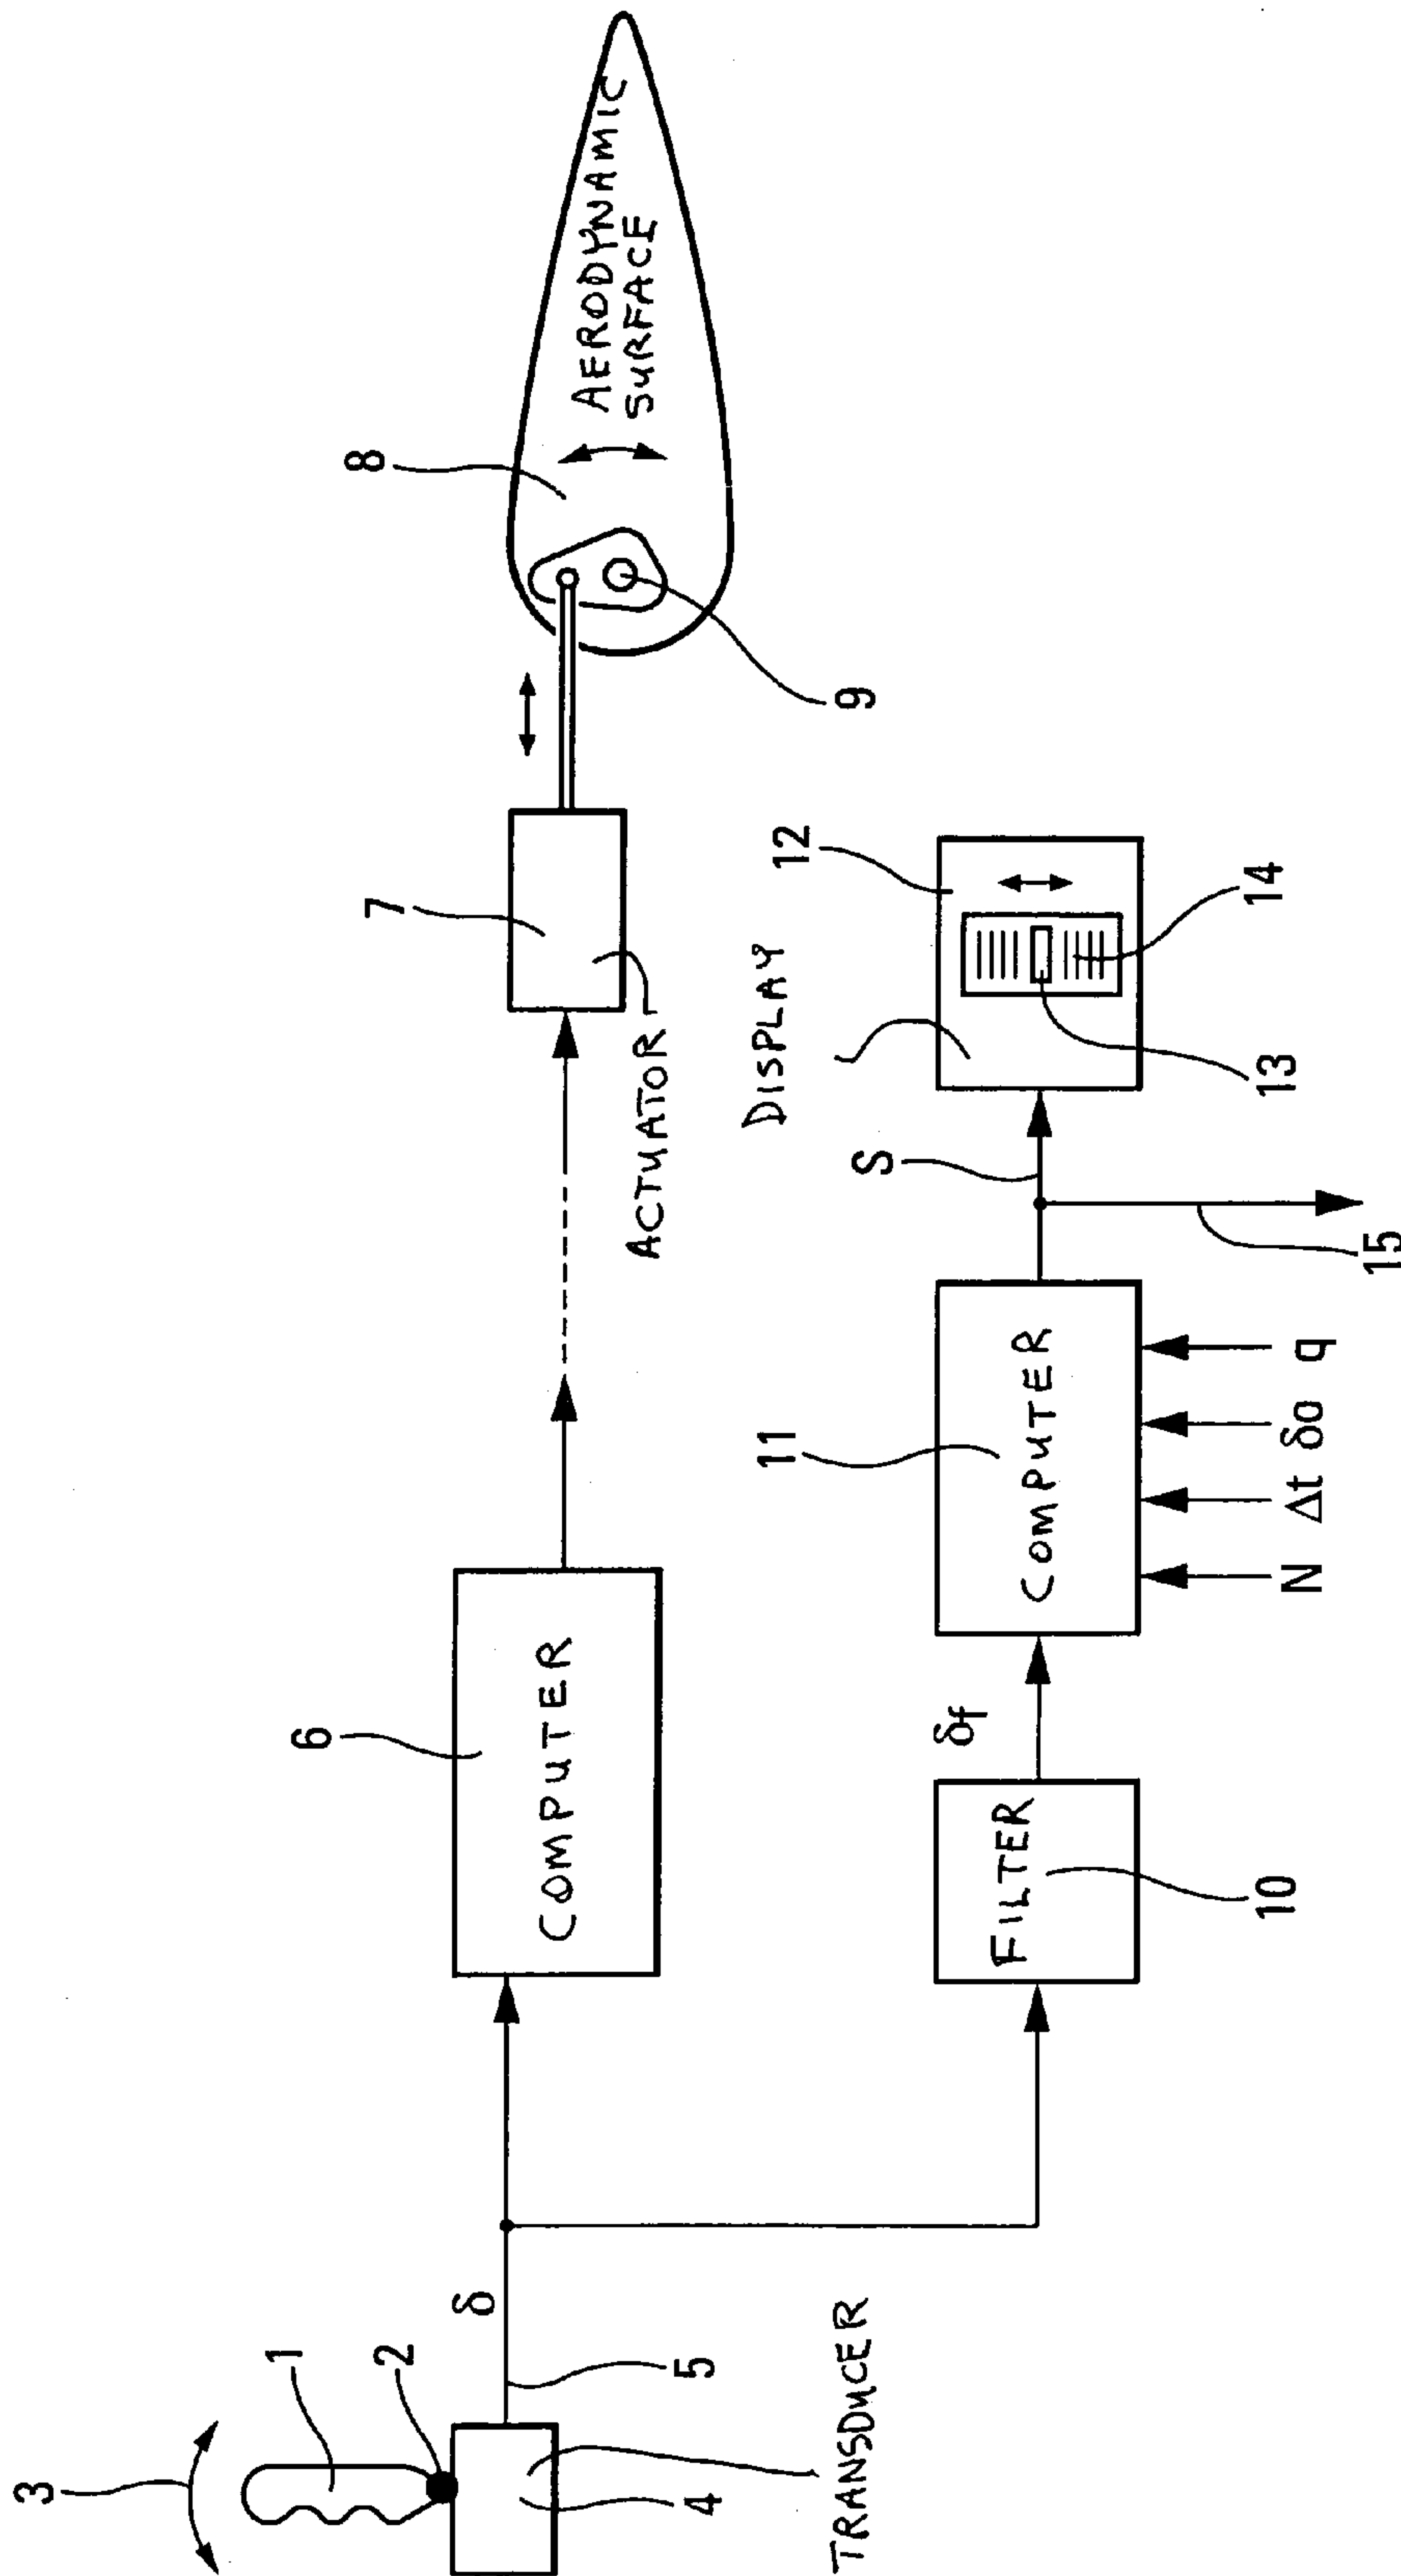 3
1
2
4
TRANSDUCER
δ
5
6
COMPUTER
7
ACTUATOR
8
AERODYNAMIC
SURFACE
9
FILTER
10
δf
11
COMPUTER
N Δt δo q
S
15
DISPLAY
12
13
14